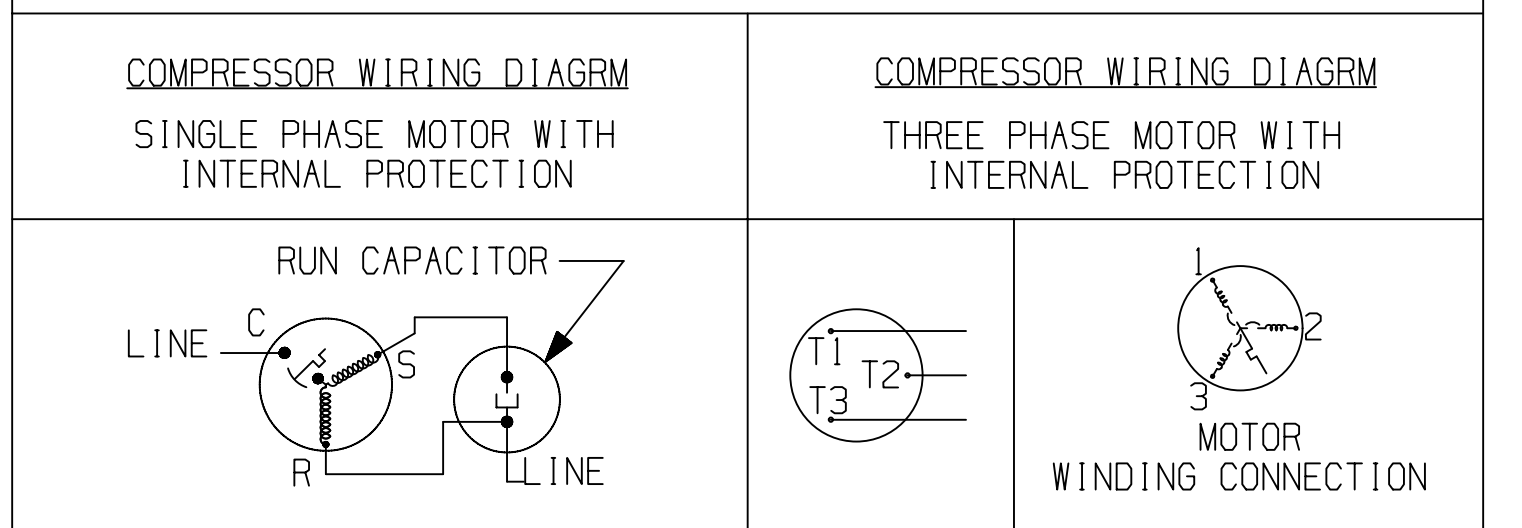 COMPRESSOR WIRING DIAGRM
SINGLE PHASE MOTOR WITH
INTERNAL PROTECTION
RUN CAPACITOR
C
LINE
S
R
LINE
COMPRESSOR WIRING DIAGRM
THREE PHASE MOTOR WITH
INTERNAL PROTECTION
T1
T2
T3
1
2
3
MOTOR
WINDING CONNECTION